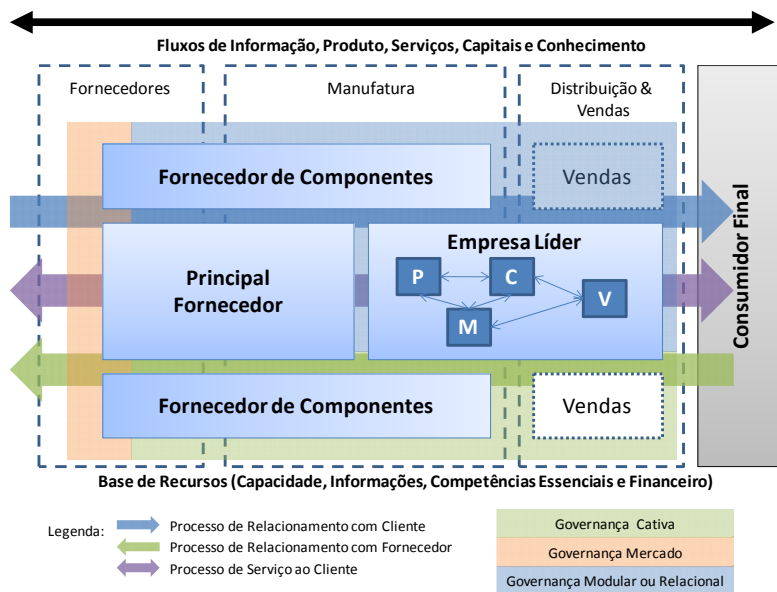 Fluxos de Informação, Produto, Serviços, Capitais e Conhecimento
Fornecedores
Manufatura
Distribuição &
Vendas
Fornecedor de Componentes
Vendas
Principal
Fornecedor
Empresa Líder
P
C
V
M
Fornecedor de Componentes
Vendas
Consumidor Final
Base de Recursos (Capacidade, Informações, Competências Essenciais e Financeiro)
Legenda:
Processo de Relacionamento com Cliente
Processo de Relacionamento com Fornecedor
Processo de Serviço ao Cliente
Governança Cativa
Governança Mercado
Governança Modular ou Relacional